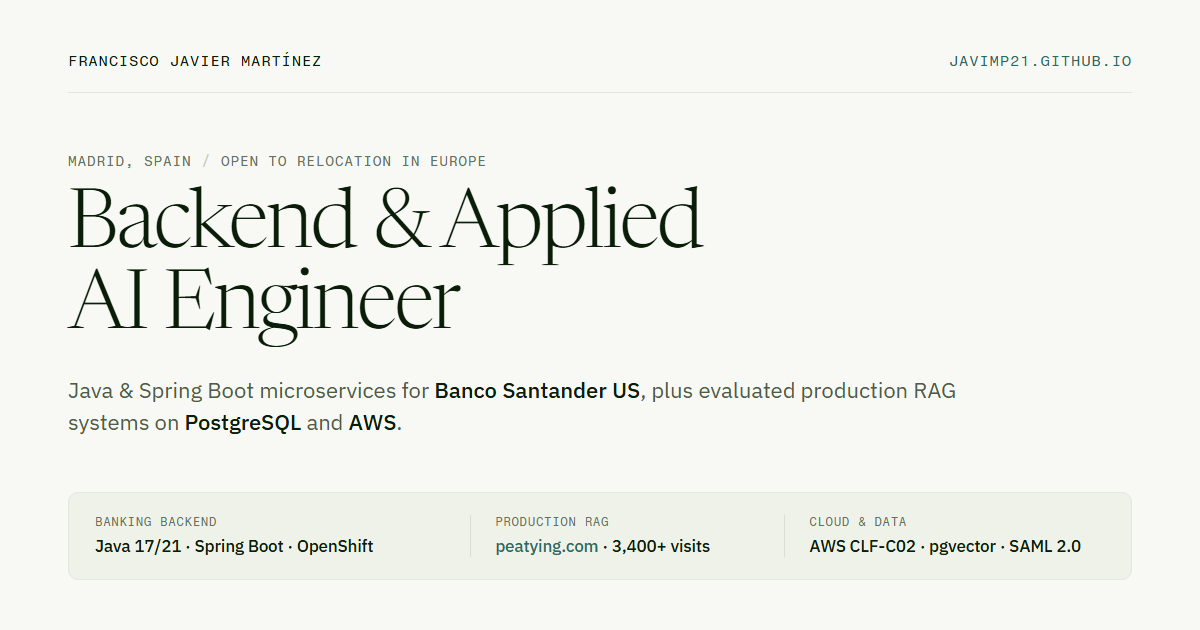 FRANCISCO JAVIER MARTÍNEZ
JAVIMP21.GITHUB.IO
MADRID, SPAIN / OPEN TO RELOCATION IN EUROPE
Backend & Applied
AI Engineer
Java & Spring Boot microservices for Banco Santander US, plus evaluated production RAG
systems on PostgreSQL and AWS.
BANKING BACKEND
Java 17/21 · Spring Boot · OpenShift
PRODUCTION RAG
peatying.com · 3,400+ visits
CLOUD & DATA
AWS CLF-C02 · pgvector · SAML 2.0